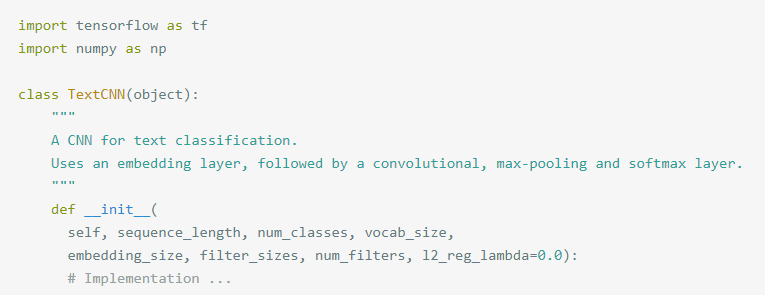 import tensorflow as tf
import numpy as np
class TextCNN(object):
"""
A CNN for text classification.
Uses an embedding layer, followed by a convolutional, max-pooling and softmax layer.
"""
def __init__(
self, sequence_length, num_classes, vocab_size,
embedding_size, filter_sizes, num_filters, l2_reg_lambda=0.0):
# Implementation ...